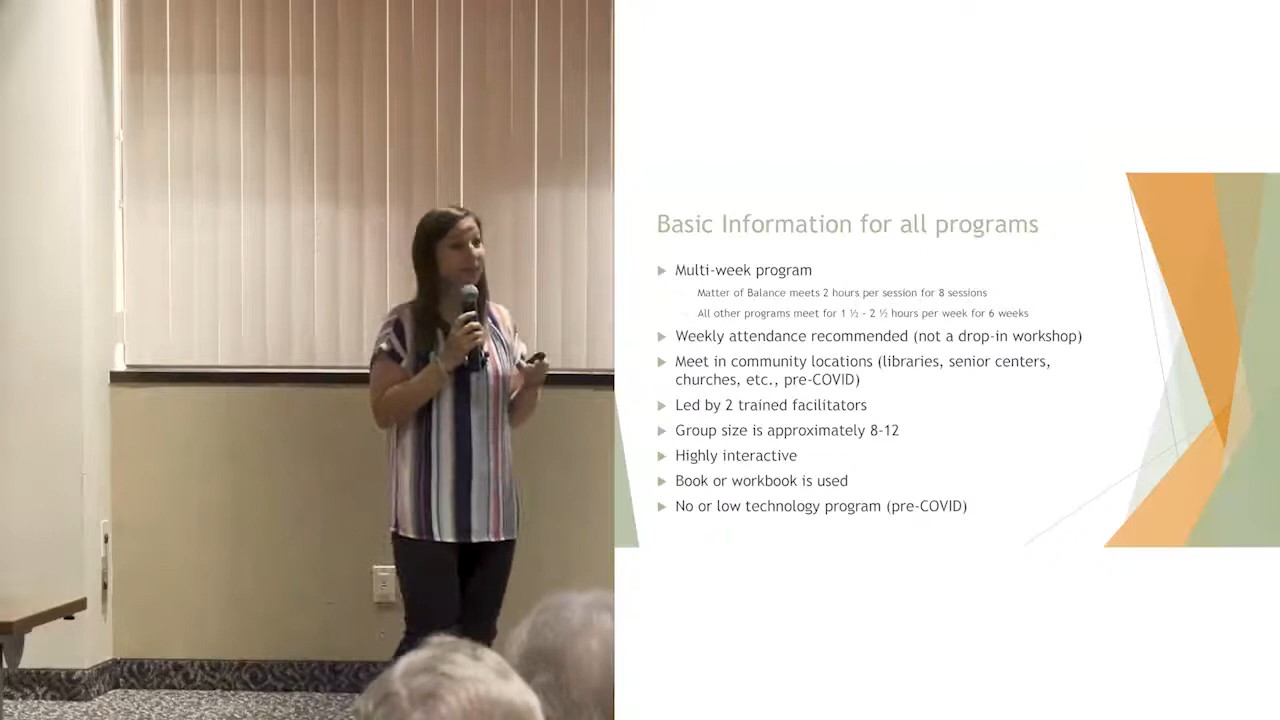 Basic Information for all programs
Multi-week program
Matter of Balance meets 2 hours per session for 8 sessions
All other programs meet for 1 ½ - 2 ½ hours per week for 6 weeks
Weekly attendance recommended (not a drop-in workshop)
Meet in community locations (libraries, senior centers,
churches, etc., pre-COVID)
Led by 2 trained facilitators
Group size is approximately 8-12
Highly interactive
Book or workbook is used
No or low technology program (pre-COVID)